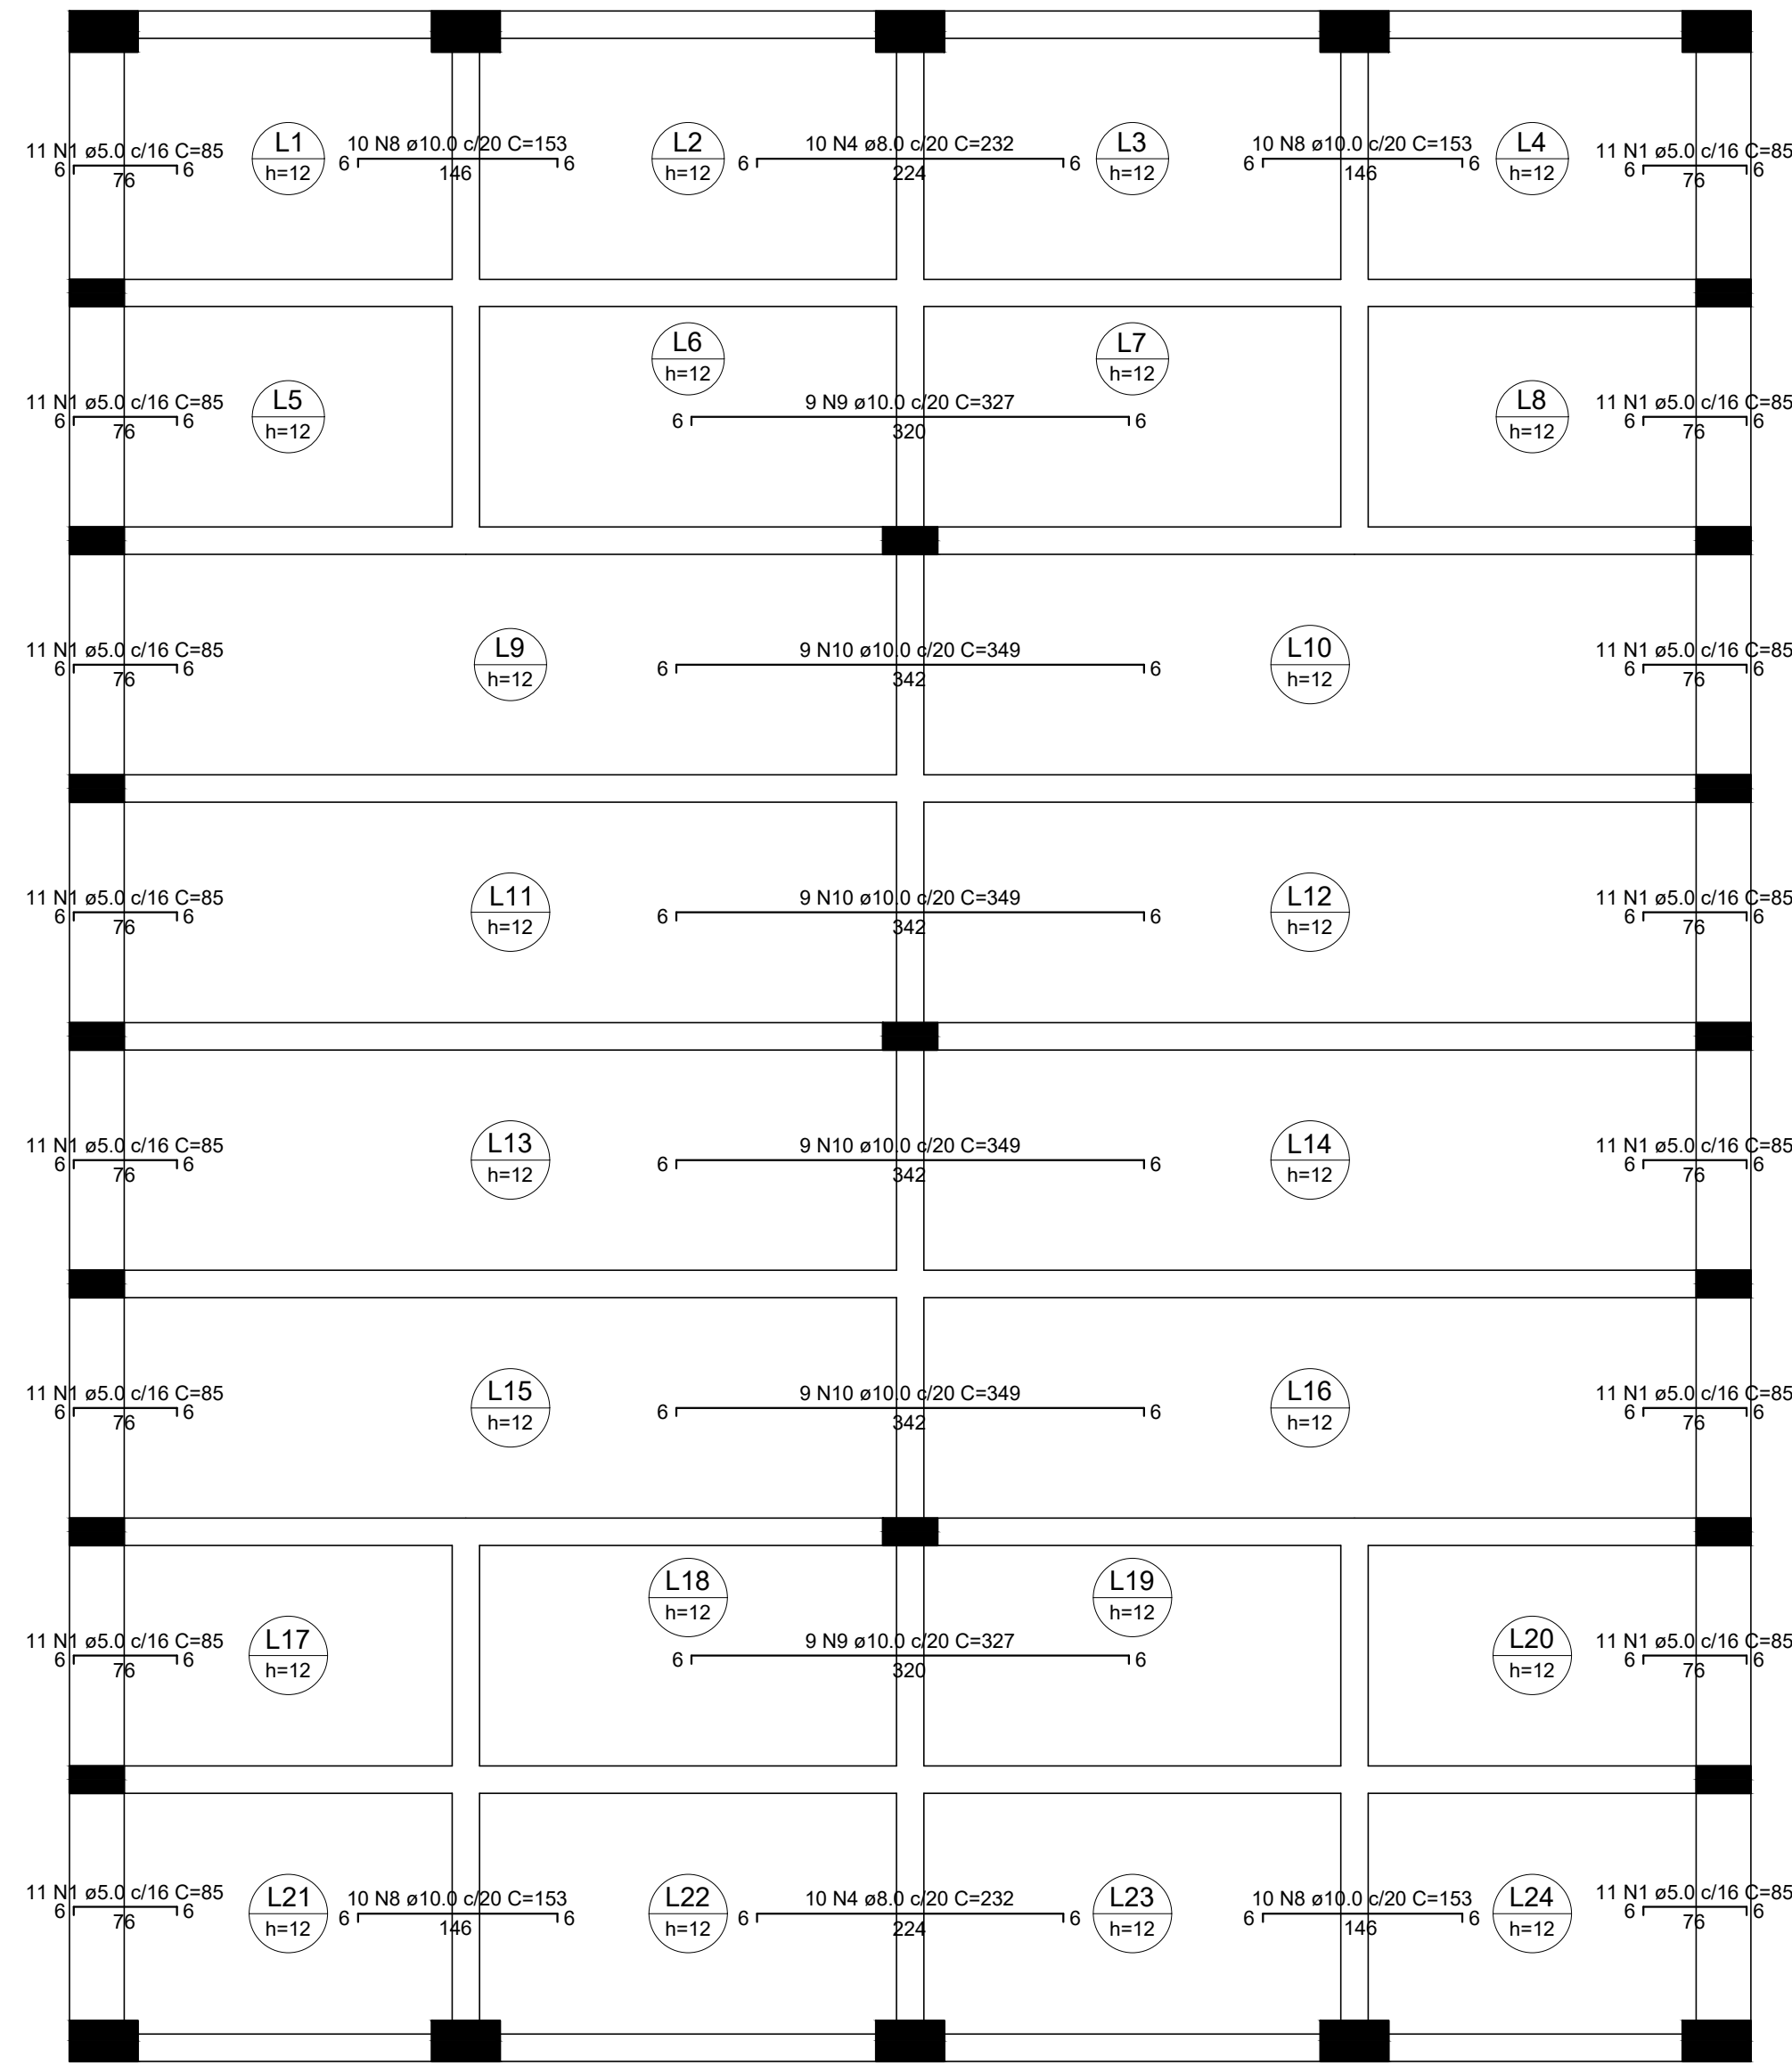 L1
h=12
L2
h=12
L3
h=12
L4
h=12
11 N1 ø5.0 c/16 C=85
6 76 6
10 N8 ø10.0 c/20 C=153
6 146 6
10 N4 ø8.0 c/20 C=232
6 224 6
10 N8 ø10.0 c/20 C=153
6 146 6
11 N1 ø5.0 c/16 C=85
6 76 6
L6
h=12
L7
h=12
L5
h=12
L8
h=12
11 N1 ø5.0 c/16 C=85
6 76 6
9 N9 ø10.0 c/20 C=327
6 320 6
11 N1 ø5.0 c/16 C=85
6 76 6
L9
h=12
L10
h=12
11 N1 ø5.0 c/16 C=85
6 76 6
9 N10 ø10.0 c/20 C=349
6 342 6
11 N1 ø5.0 c/16 C=85
6 76 6
L11
h=12
L12
h=12
11 N1 ø5.0 c/16 C=85
6 76 6
9 N10 ø10.0 c/20 C=349
6 342 6
11 N1 ø5.0 c/16 C=85
6 76 6
L13
h=12
L14
h=12
11 N1 ø5.0 c/16 C=85
6 76 6
9 N10 ø10.0 c/20 C=349
6 342 6
11 N1 ø5.0 c/16 C=85
6 76 6
L15
h=12
L16
h=12
11 N1 ø5.0 c/16 C=85
6 76 6
9 N10 ø10.0 c/20 C=349
6 342 6
11 N1 ø5.0 c/16 C=85
6 76 6
L18
h=12
L19
h=12
L17
h=12
L20
h=12
11 N1 ø5.0 c/16 C=85
6 76 6
9 N9 ø10.0 c/20 C=327
6 320 6
11 N1 ø5.0 c/16 C=85
6 76 6
L21
h=12
L22
h=12
L23
h=12
L24
h=12
11 N1 ø5.0 c/16 C=85
6 76 6
10 N8 ø10.0 c/20 C=153
6 146 6
10 N4 ø8.0 c/20 C=232
6 224 6
10 N8 ø10.0 c/20 C=153
6 146 6
11 N1 ø5.0 c/16 C=85
6 76 6